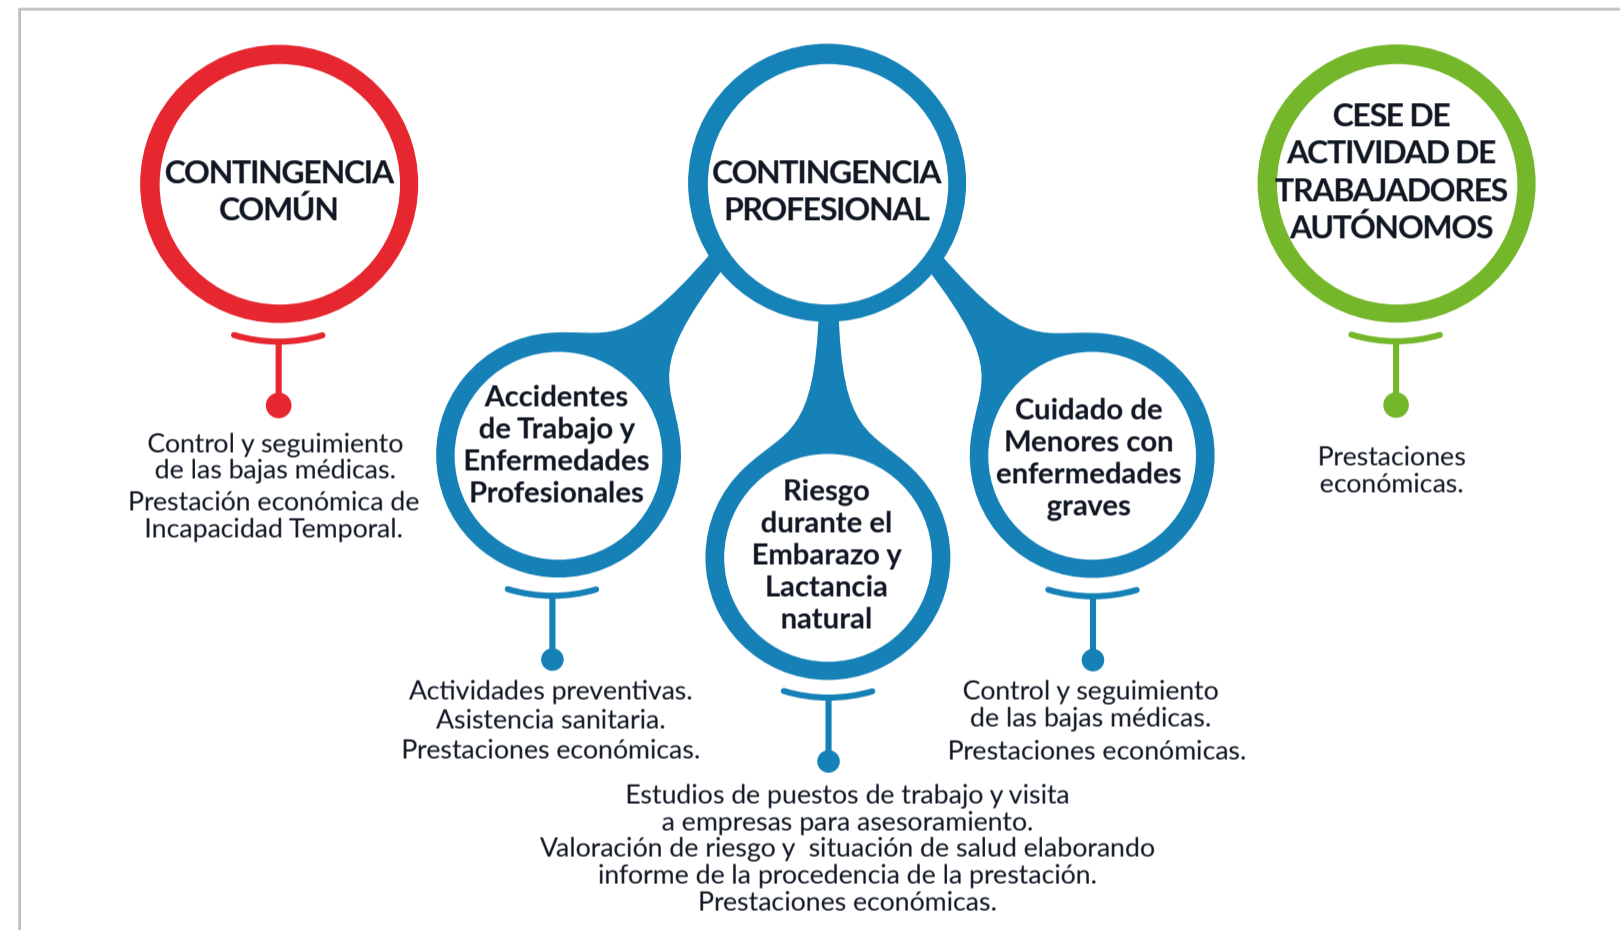 CONTINGENCIA
COMÚN
Control y seguimiento
de las bajas médicas.
Prestación económica de
Incapacidad Temporal.
CONTINGENCIA
PROFESIONAL
Accidentes
de Trabajo y
Enfermedades
Profesionales
Actividades preventivas.
Asistencia sanitaria.
Prestaciones económicas.
Riesgo
durante el
Embarazo y
Lactancia
natural
Estudios de puestos de trabajo y visita
a empresas para asesoramiento.
Valoración de riesgo y situación de salud elaborando
informe de la procedencia de la prestación.
Prestaciones económicas.
Cuidado de
Menores con
enfermedades
graves
Control y seguimiento
de las bajas médicas.
Prestaciones económicas.
CESE DE
ACTIVIDAD DE
TRABAJADORES
AUTÓNOMOS
Prestaciones
económicas.